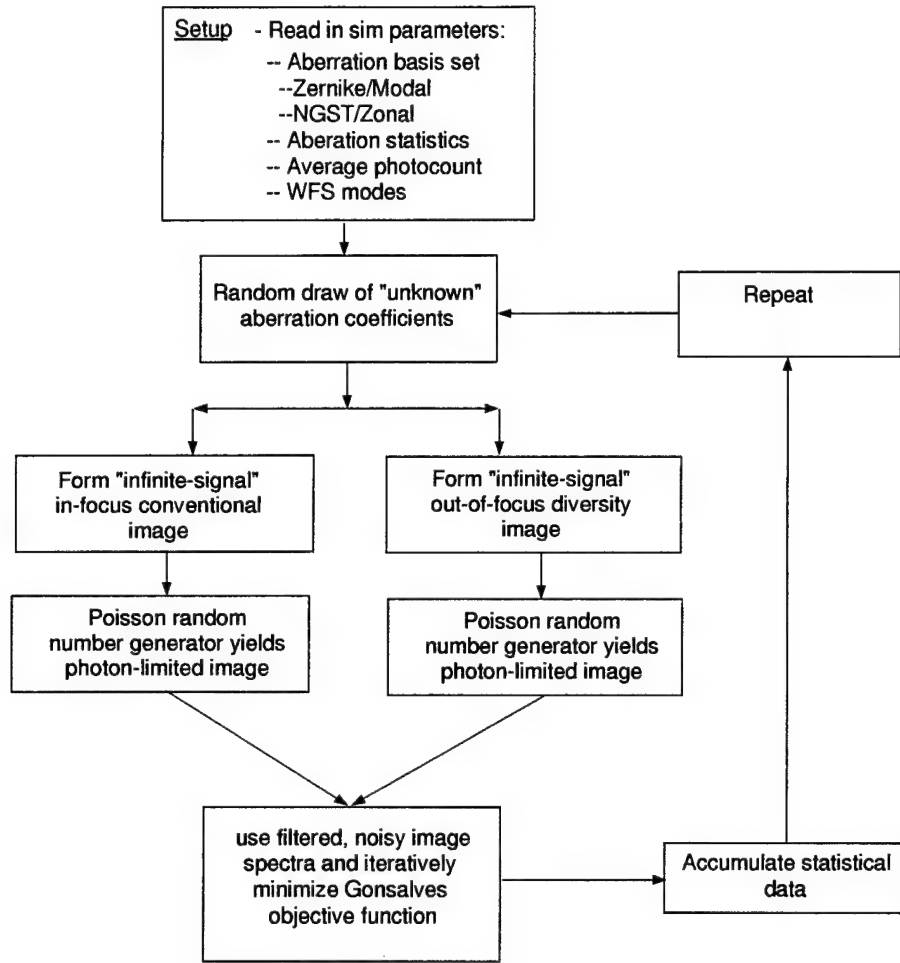 Setup - Read in sim parameters:
-- Aberration basis set
--Zernike/Modal
--NGST/Zonal
-- Aberation statistics
-- Average photocount
-- WFS modes
Random draw of "unknown"
aberration coefficients
Repeat
Form "infinite-signal"
in-focus conventional
image
Form "infinite-signal"
out-of-focus diversity
image
Poisson random
number generator yields
photon-limited image
Poisson random
number generator yields
photon-limited image
use filtered, noisy image
spectra and iteratively
minimize Gonsalves
objective function
Accumulate statistical
data